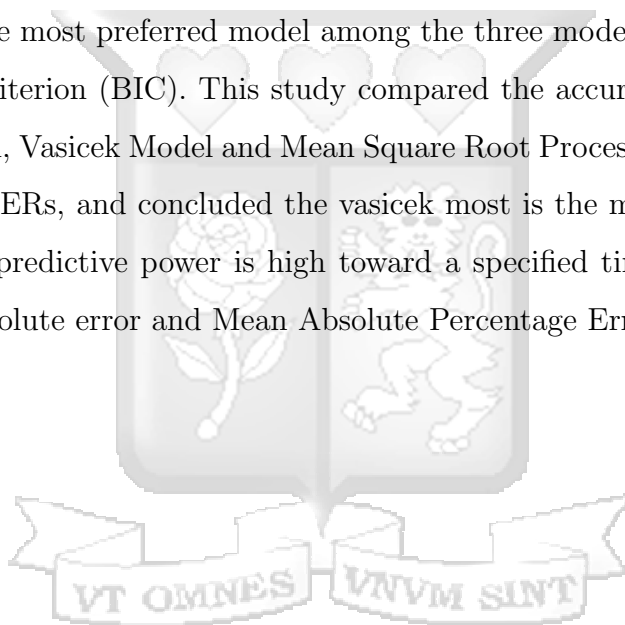 e most preferred model among the three mode
iterion (BIC). This study compared the accur
, Vasicek Model and Mean Square Root Proces
ERs, and concluded the vasicek most is the m
predictive power is high toward a specified ti
olute error and Mean Absolute Percentage Er
VT OMNES VNVM SINT